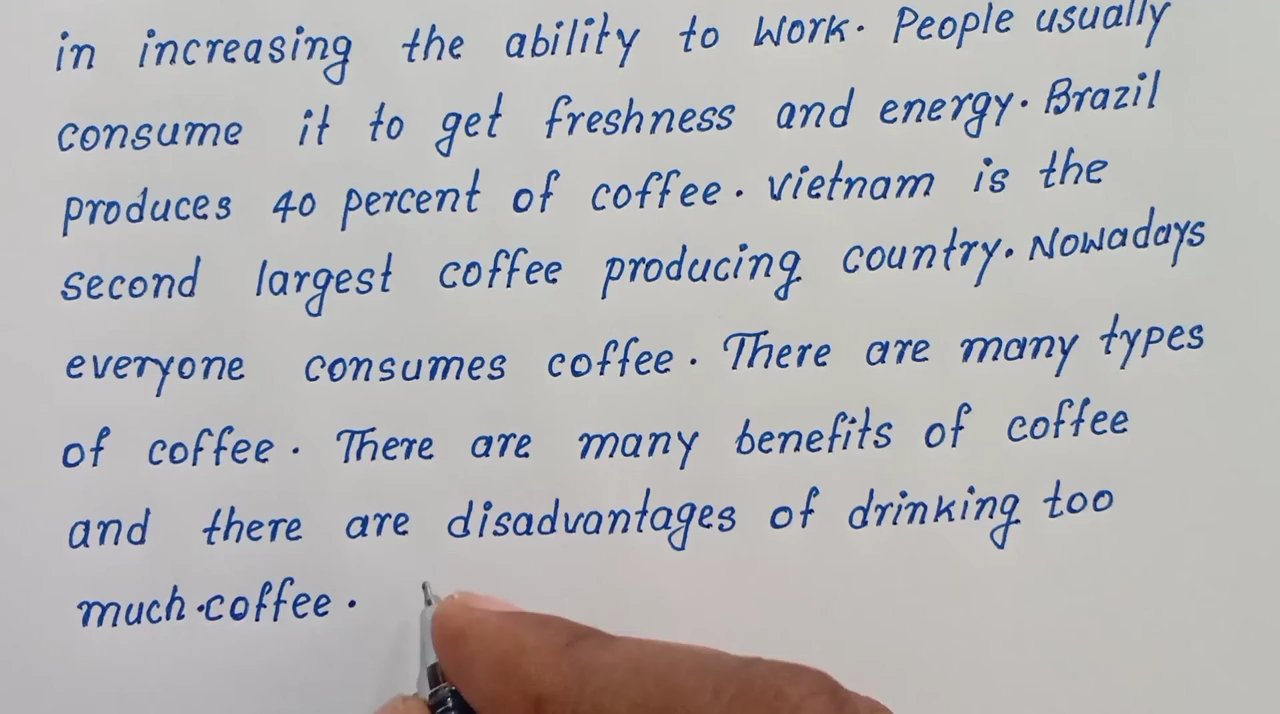 in increasing the ability to work. People usually
consume it to get freshness and energy. Brazil
produces 40 percent of coffee. Vietnam is the
second largest coffee producing country. Nowadays
everyone consumes coffee. There are many types
of coffee. There are many benefits of coffee
and there are disadvantages of drinking too
much.coffee.